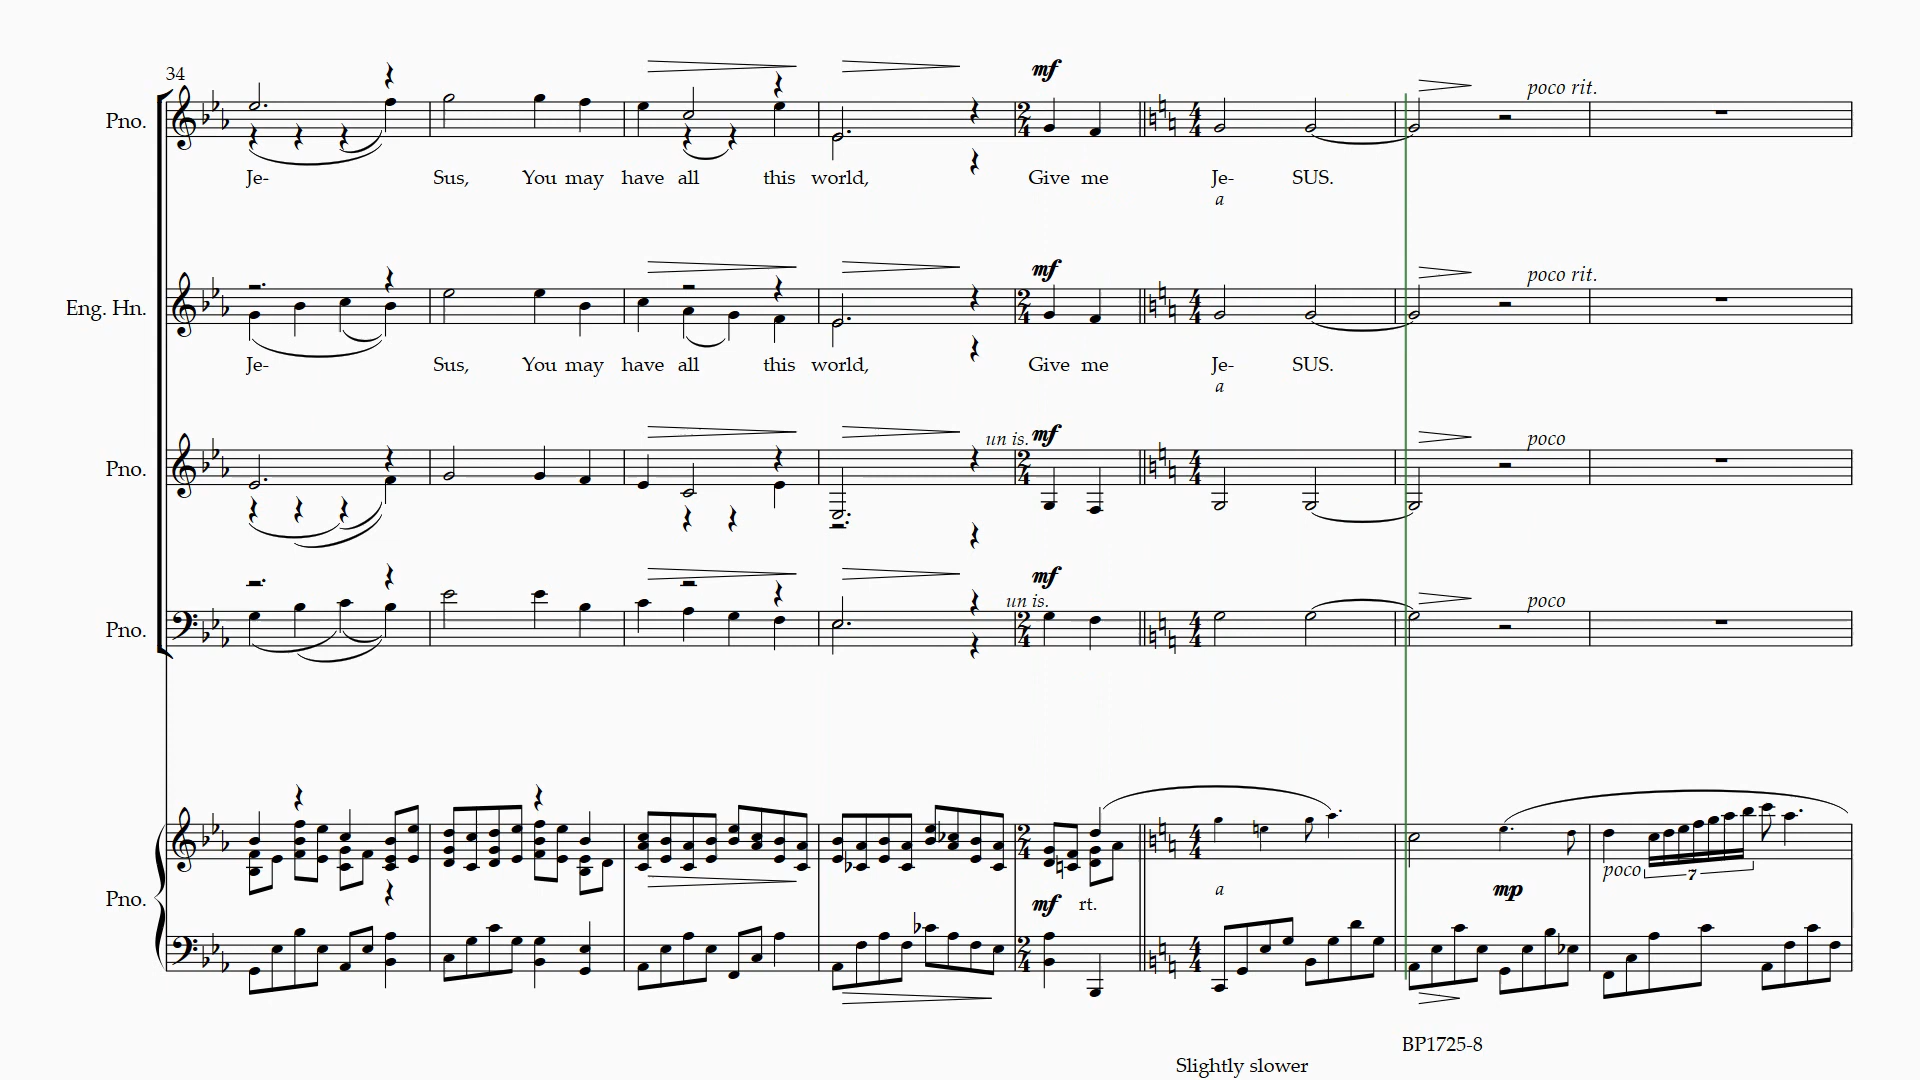 34
mf
poco rit.
Pno.
Je- Sus, You may have all this world, Give me Je- SUS.
a
mf
poco rit.
Eng. Hn.
Je- Sus, You may have all this world, Give me Je- SUS.
a
un is. mf
poco
Pno.
mf
un is.
poco
Pno.
poco 7
a
mp
Pno.
mf rt.
BP1725-8
Slightly slower